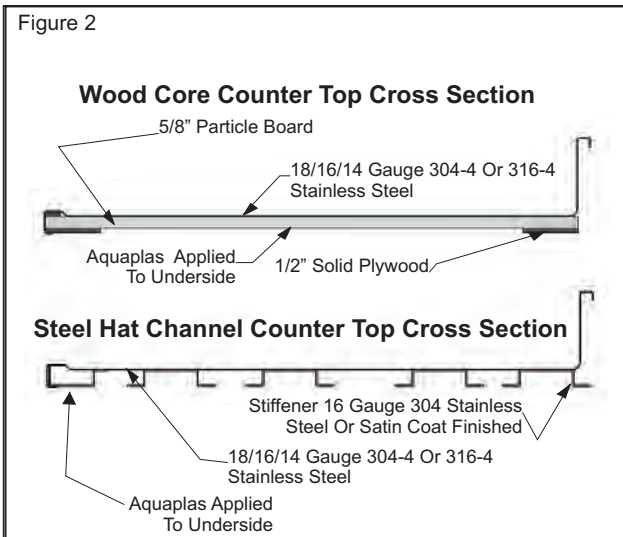 Figure 2
Wood Core Counter Top Cross Section
5/8” Particle Board
18/16/14 Gauge 304-4 Or 316-4
Stainless Steel
Aquaplas Applied
To Underside
1/2” Solid Plywood
Steel Hat Channel Counter Top Cross Section
Stiffener 16 Gauge 304 Stainless
Steel Or Satin Coat Finished
18/16/14 Gauge 304-4 Or 316-4
Stainless Steel
Aquaplas Applied
To Underside